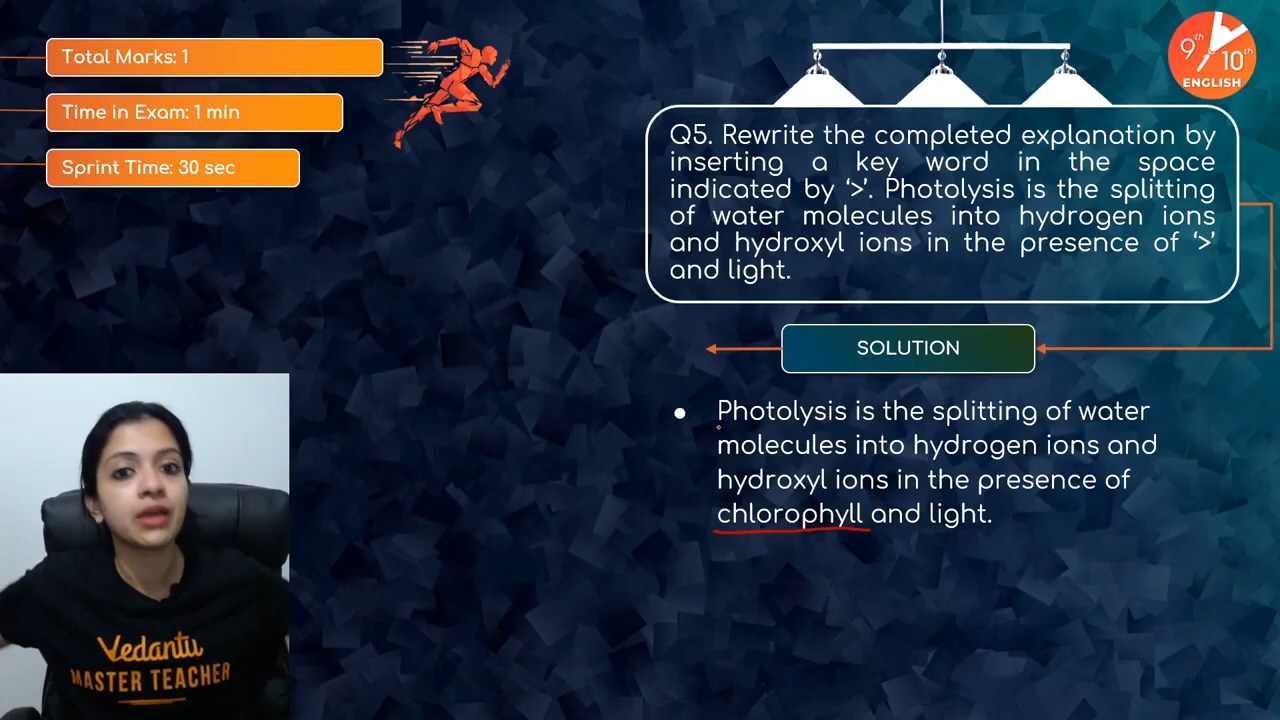 Total Marks: 1
Time in Exam: 1 min
Sprint Time: 30 sec
9th
10th
ENGLISH
Q5. Rewrite the completed explanation by
inserting a key word in the space
indicated by ‘>’. Photolysis is the splitting
of water molecules into hydrogen ions
and hydroxyl ions in the presence of ‘>’
and light.
SOLUTION
● Photolysis is the splitting of water
molecules into hydrogen ions and
hydroxyl ions in the presence of
chlorophyll and light.
Vedantu
MASTER TEACHER